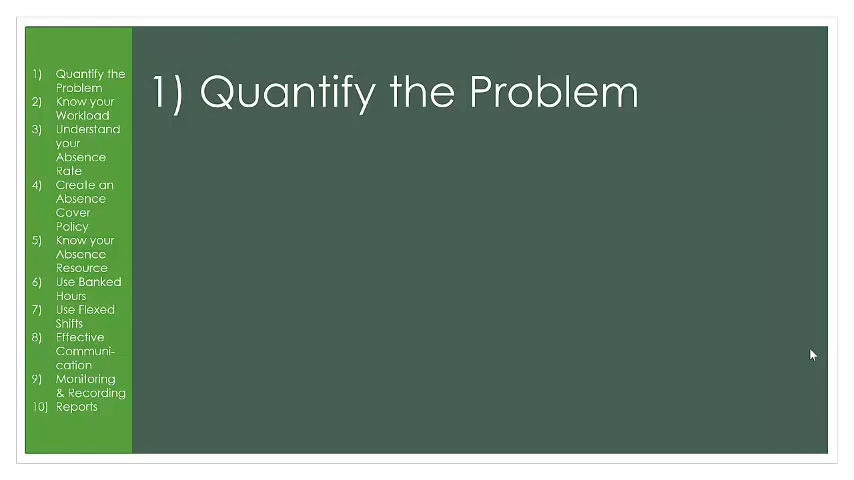 1) Quantify the
Problem
2) Know your
Workload
3) Understand
your
Absence
Rate
4) Create an
Absence
Cover
Policy
5) Know your
Absence
Resource
6) Use Banked
Hours
7) Use Flexed
Shifts
8) Effective
Communi-
cation
9) Monitoring
& Recording
10) Reports
1) Quantify the Problem